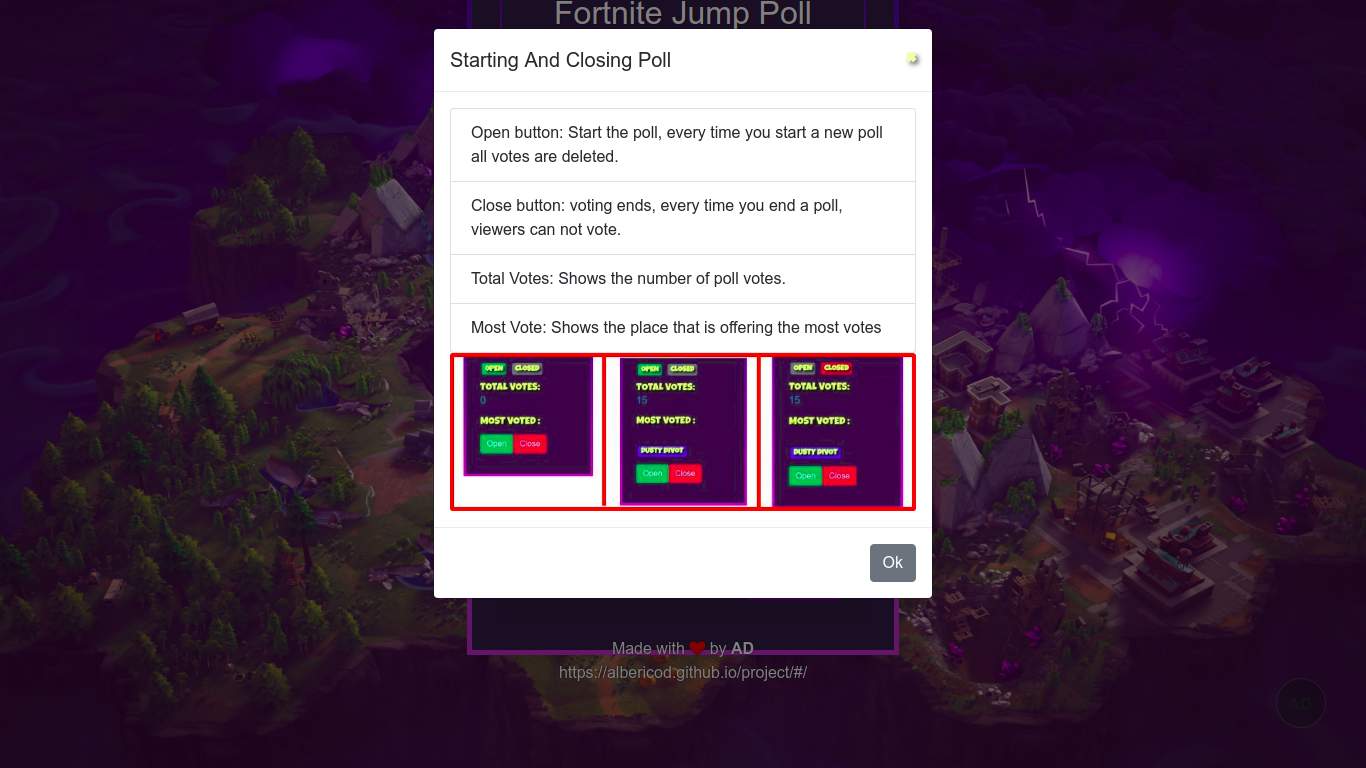 Fortnite Jump Poll
Starting And Closing Poll
Open button: Start the poll, every time you start a new poll
all votes are deleted.
Close button: voting ends, every time you end a poll,
viewers can not vote.
Total Votes: Shows the number of poll votes.
Most Vote: Shows the place that is offering the most votes
OPEN CLOSED
TOTAL VOTES:
0
MOST VOTED :
Open Close
OPEN CLOSED
TOTAL VOTES:
15
MOST VOTED :
DUSTY DIVOT
Open Close
OPEN CLOSED
TOTAL VOTES:
15
MOST VOTED :
DUSTY DIVOT
Open Close
Ok
Made with ❤ by AD
https://albericod.github.io/project/#/
AD